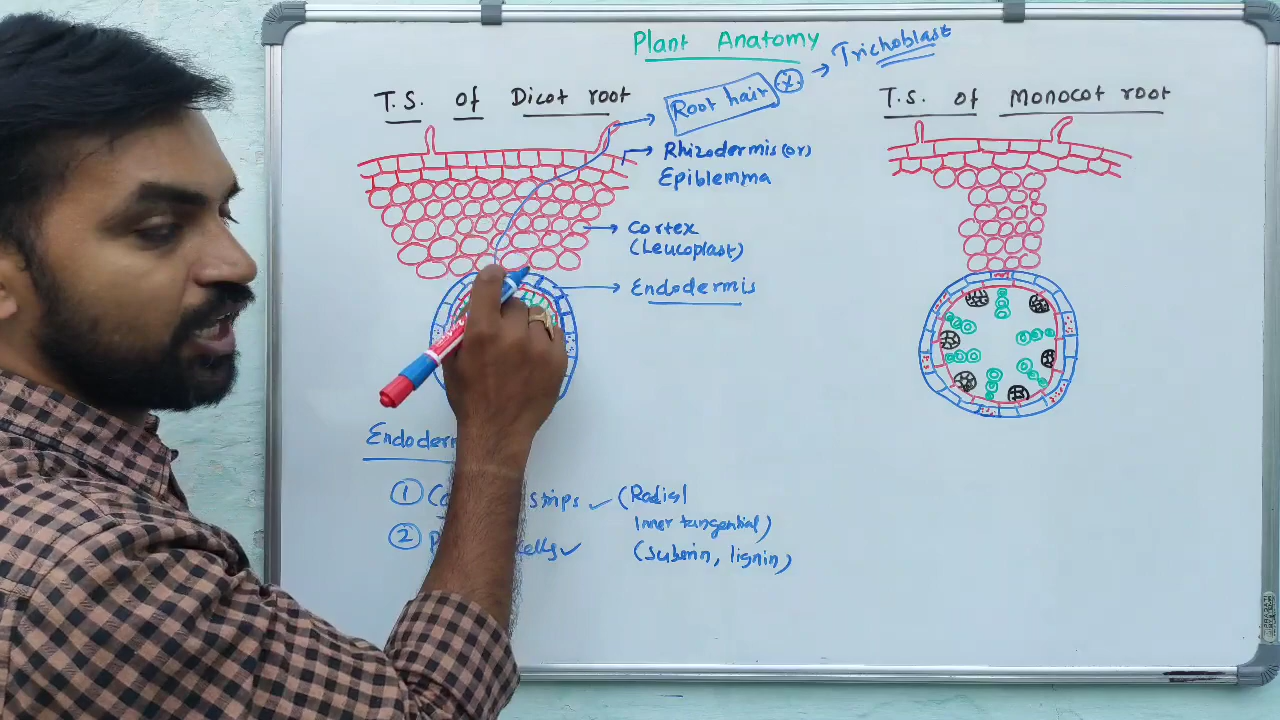 Plant Anatomy
T.S. of Dicot root
Root hair (x) → Trichoblast
Rhizodermis (or)
Epiblemma
Cortex
(Leucoplast)
Endodermis
T.S. of Monocot root
① strips ✓ (Radial
inner tangential)
② cells ✓ (suberin, lignin)